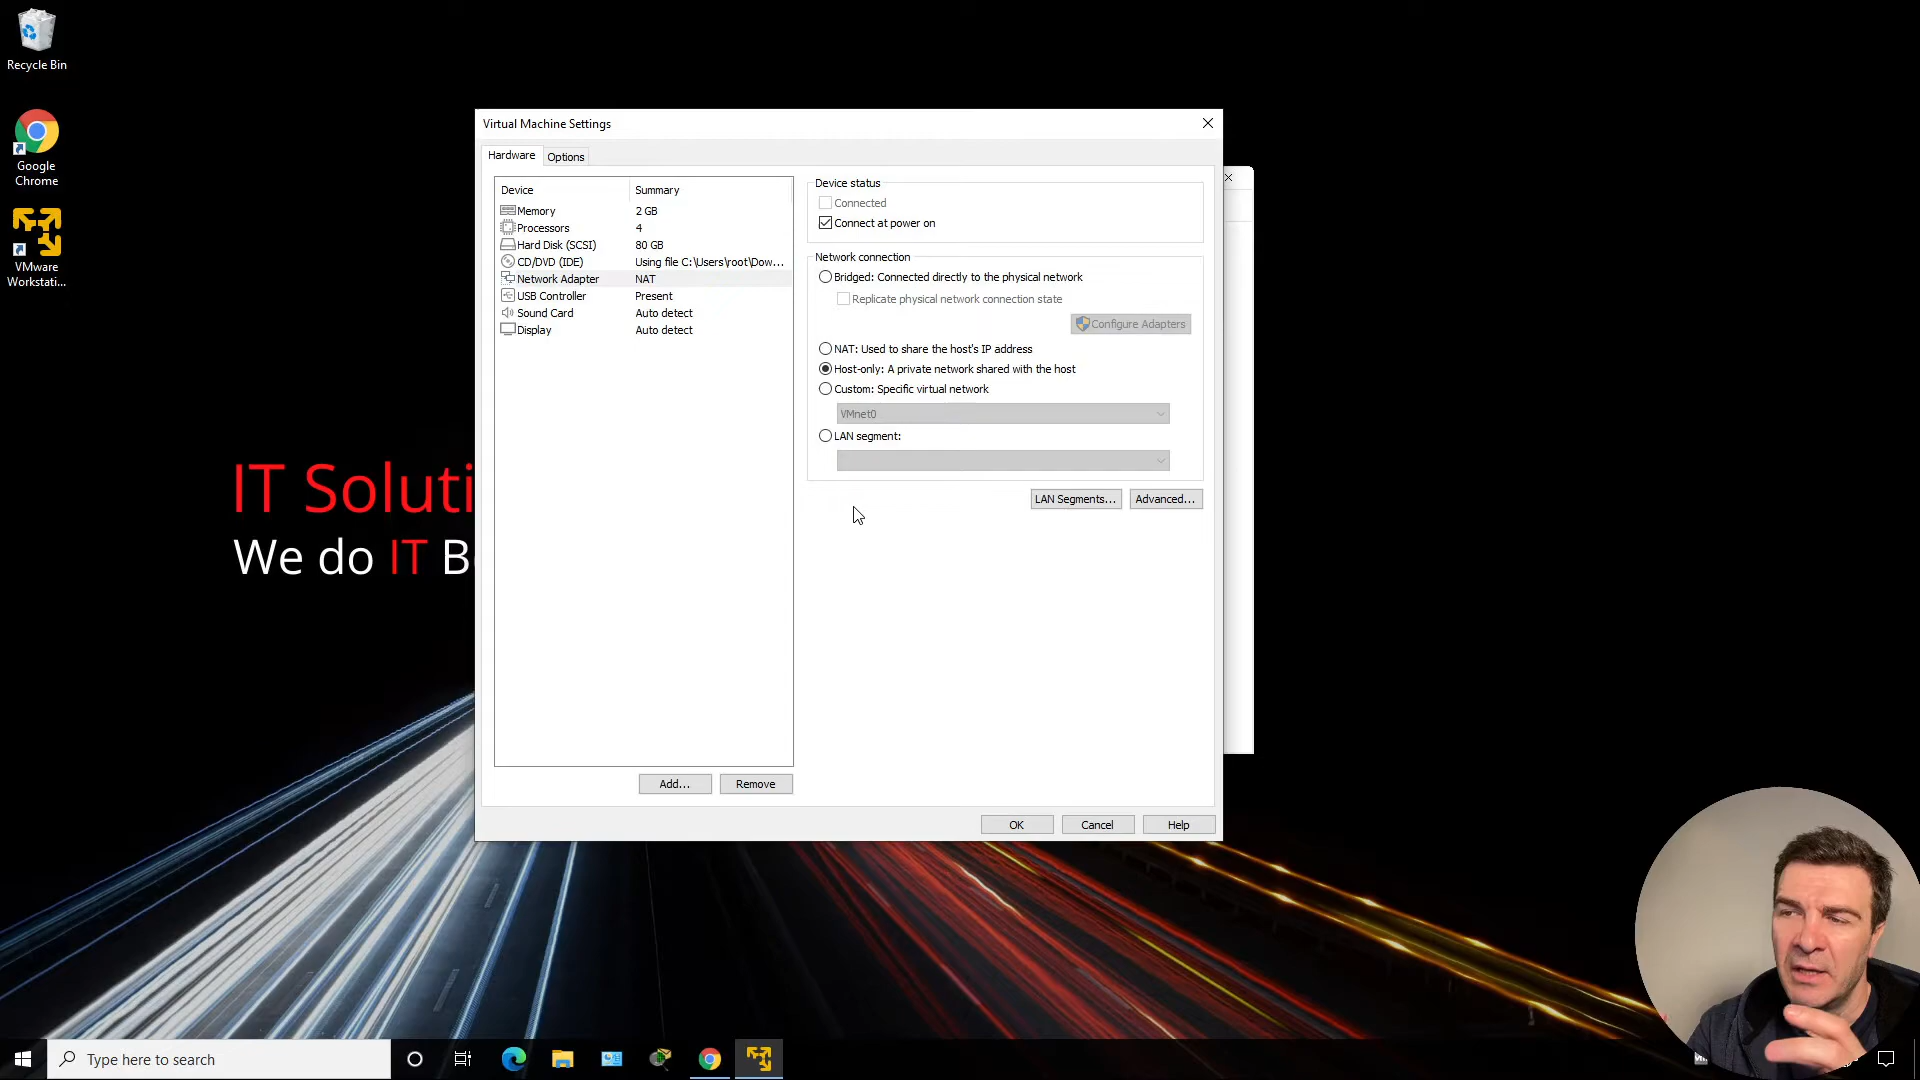 Recycle Bin
Google
Chrome
VMware
Workstati...
IT Soluti
We do IT B
Virtual Machine Settings
Hardware
Options
Device
Summary
Memory
2 GB
Processors
4
Hard Disk (SCSI)
80 GB
CD/DVD (IDE)
Using file C:\Users\root\Dow...
Network Adapter
NAT
USB Controller
Present
Sound Card
Auto detect
Display
Auto detect
Add...
Remove
Device status
Connected
Connect at power on
Network connection
Bridged: Connected directly to the physical network
Replicate physical network connection state
Configure Adapters
NAT: Used to share the host's IP address
Host-only: A private network shared with the host
Custom: Specific virtual network
VMnet0
LAN segment:
LAN Segments...
Advanced...
OK
Cancel
Help
Type here to search